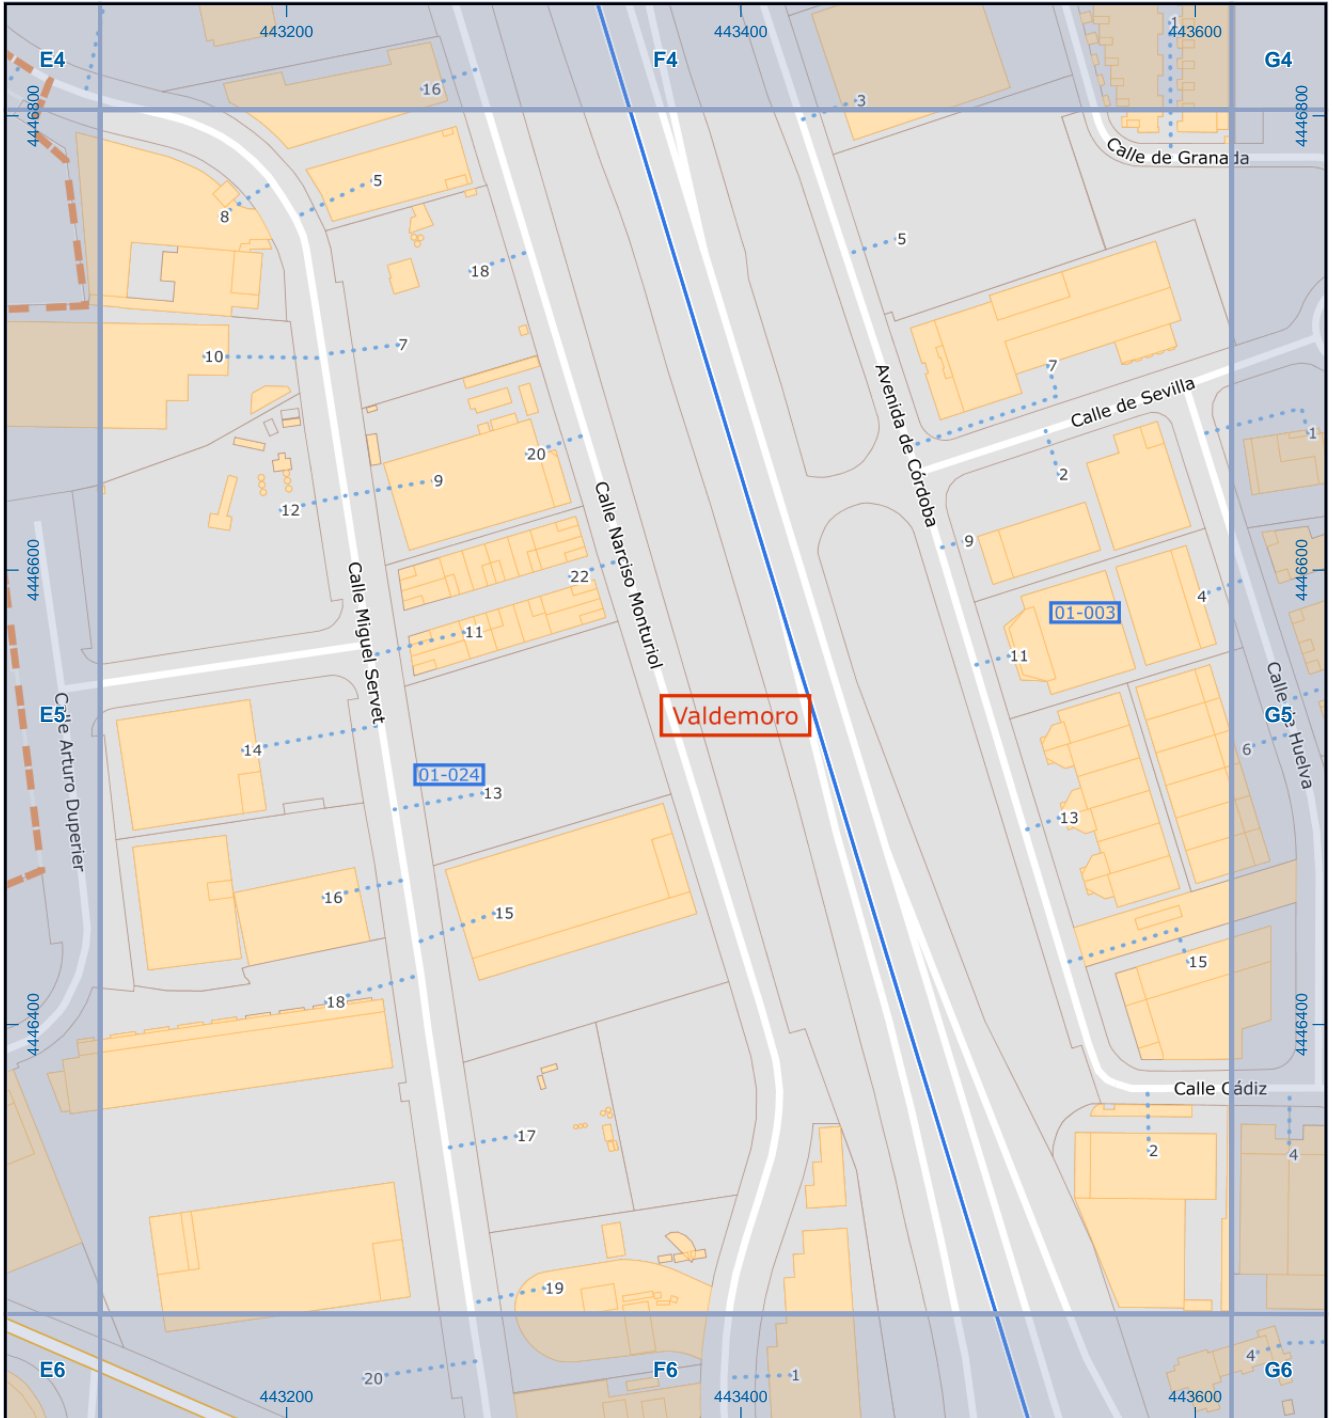 443200
443400
443600
E4
F4
G4
1
16
3
4446800
4446800
Calle de Granada
5
8
5
18
7
10
7
Avenida de Córdoba
Calle de Sevilla
1
20
2
9
12
Calle Narciso Monturiol
9
4446600
4446600
22
4
01-003
Calle Miguel Servet
11
11
Calle Arturo Duperier
E5
Valdemoro
G5
Calle de Huelva
14
6
01-024
13
13
16
15
15
18
4446400
4446400
Calle Cádiz
17
2
4
19
E6
F6
G6
20
1
4
443200
443400
443600